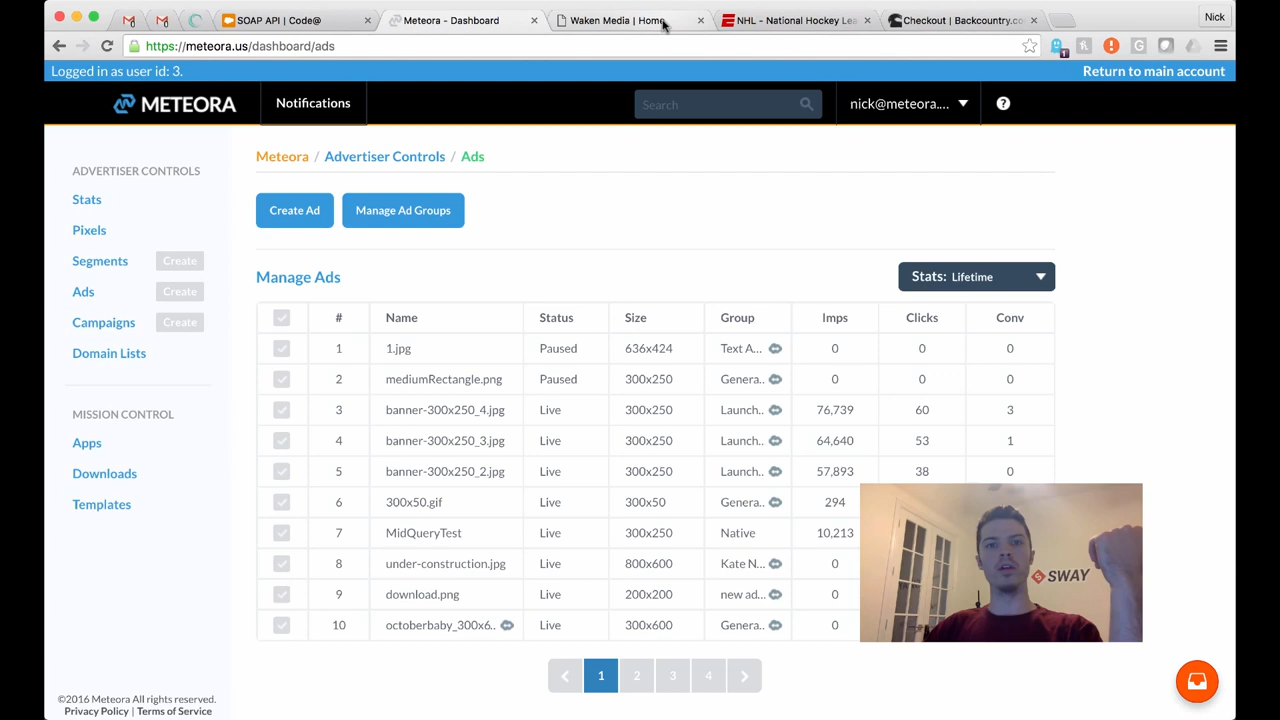 SOAP API | Code@
Meteora - Dashboard
Waken Media | Home
NHL - National Hockey Lea
Checkout | Backcountry.co
Nick
https://meteora.us/dashboard/ads
Logged in as user id: 3.
Return to main account
METEORA
Notifications
Search
nick@meteora....
?
Meteora / Advertiser Controls / Ads
ADVERTISER CONTROLS
Stats
Pixels
Segments Create
Ads Create
Campaigns Create
Domain Lists
MISSION CONTROL
Apps
Downloads
Templates
Create Ad
Manage Ad Groups
Manage Ads
Stats: Lifetime
# Name Status Size Group Imps Clicks Conv
1 1.jpg Paused 636x424 Text A... 0 0 0
2 mediumRectangle.png Paused 300x250 Genera.. 0 0 0
3 banner-300x250_4.jpg Live 300x250 Launch.. 76,739 60 3
4 banner-300x250_3.jpg Live 300x250 Launch.. 64,640 53 1
5 banner-300x250_2.jpg Live 300x250 Launch.. 57,893 38 0
6 300x50.gif Live 300x50 Genera.. 294
7 MidQueryTest Live 300x250 Native 10,213
8 under-construction.jpg Live 800x600 Kate N... 0
9 download.png Live 200x200 new ad... 0
10 octoberbaby_300x6.. Live 300x600 Genera.. 0
SWAY
1 2 3 4
©2016 Meteora All rights reserved.
Privacy Policy | Terms of Service